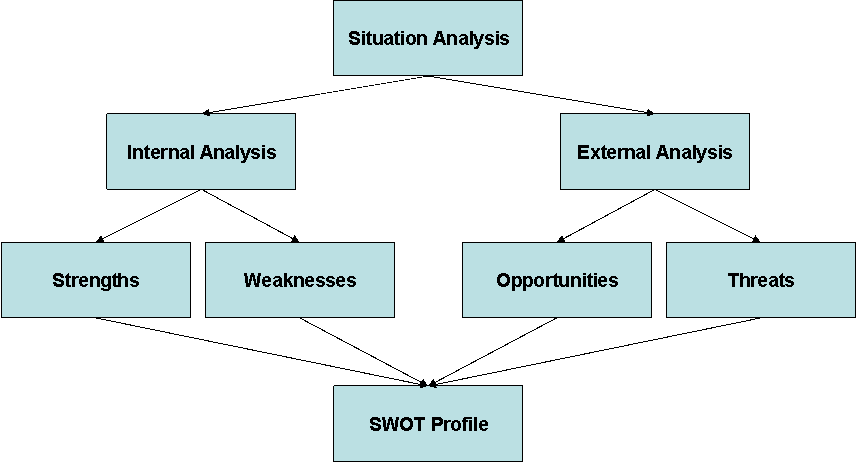 Situation Analysis
Internal Analysis
External Analysis
Strengths
Weaknesses
Opportunities
Threats
SWOT Profile